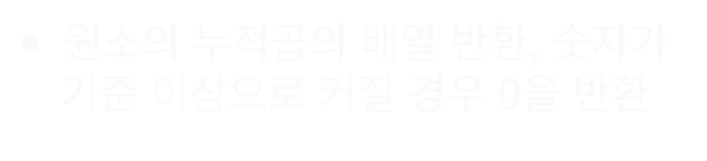 • 원소의 누적곱의 배열 반환, 숫자가
기준 이상으로 커질 경우 0을 반환